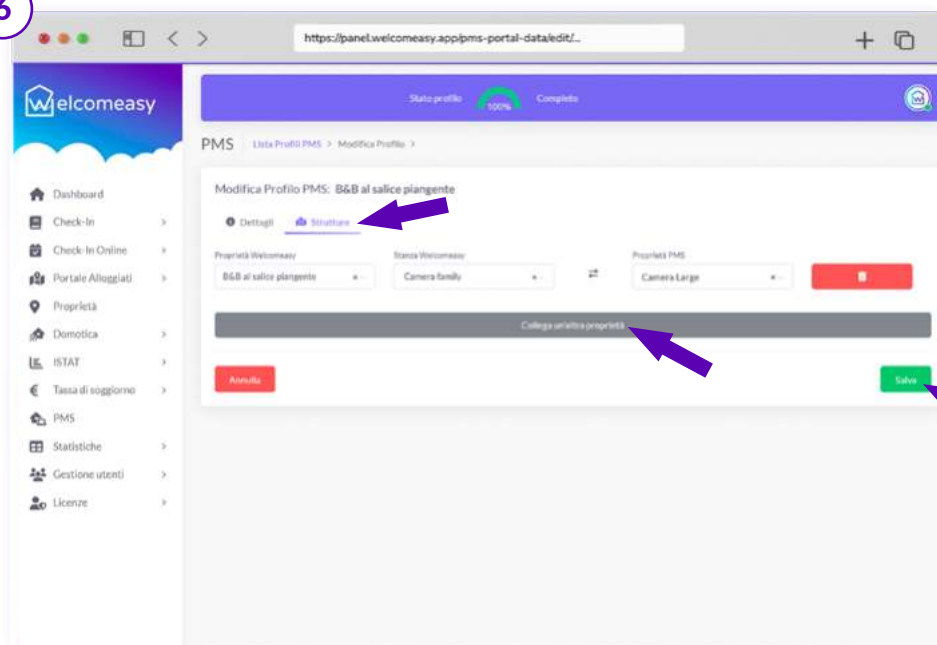 6
https://panel.welcomeasy.app/pms-portal-data/edit/...
Welcomeasy
Stato profilo 100% Completo
PMS Lista Profili PMS > Modifica Profilo >
Dashboard
Check-In
Check-In Online
Portale Alloggiati
Proprietà
Domotica
ISTAT
Tassa di soggiorno
PMS
Statistiche
Gestione utenti
Licenze
Modifica Profilo PMS: B&B al salice piangente
Dettagli Strutture
Proprietà Welcomeasy Stanza Welcomeasy Proprietà PMS
B&B al salice piangente Camera family Camera Large
Collega un'altra proprietà
Annulla Salva